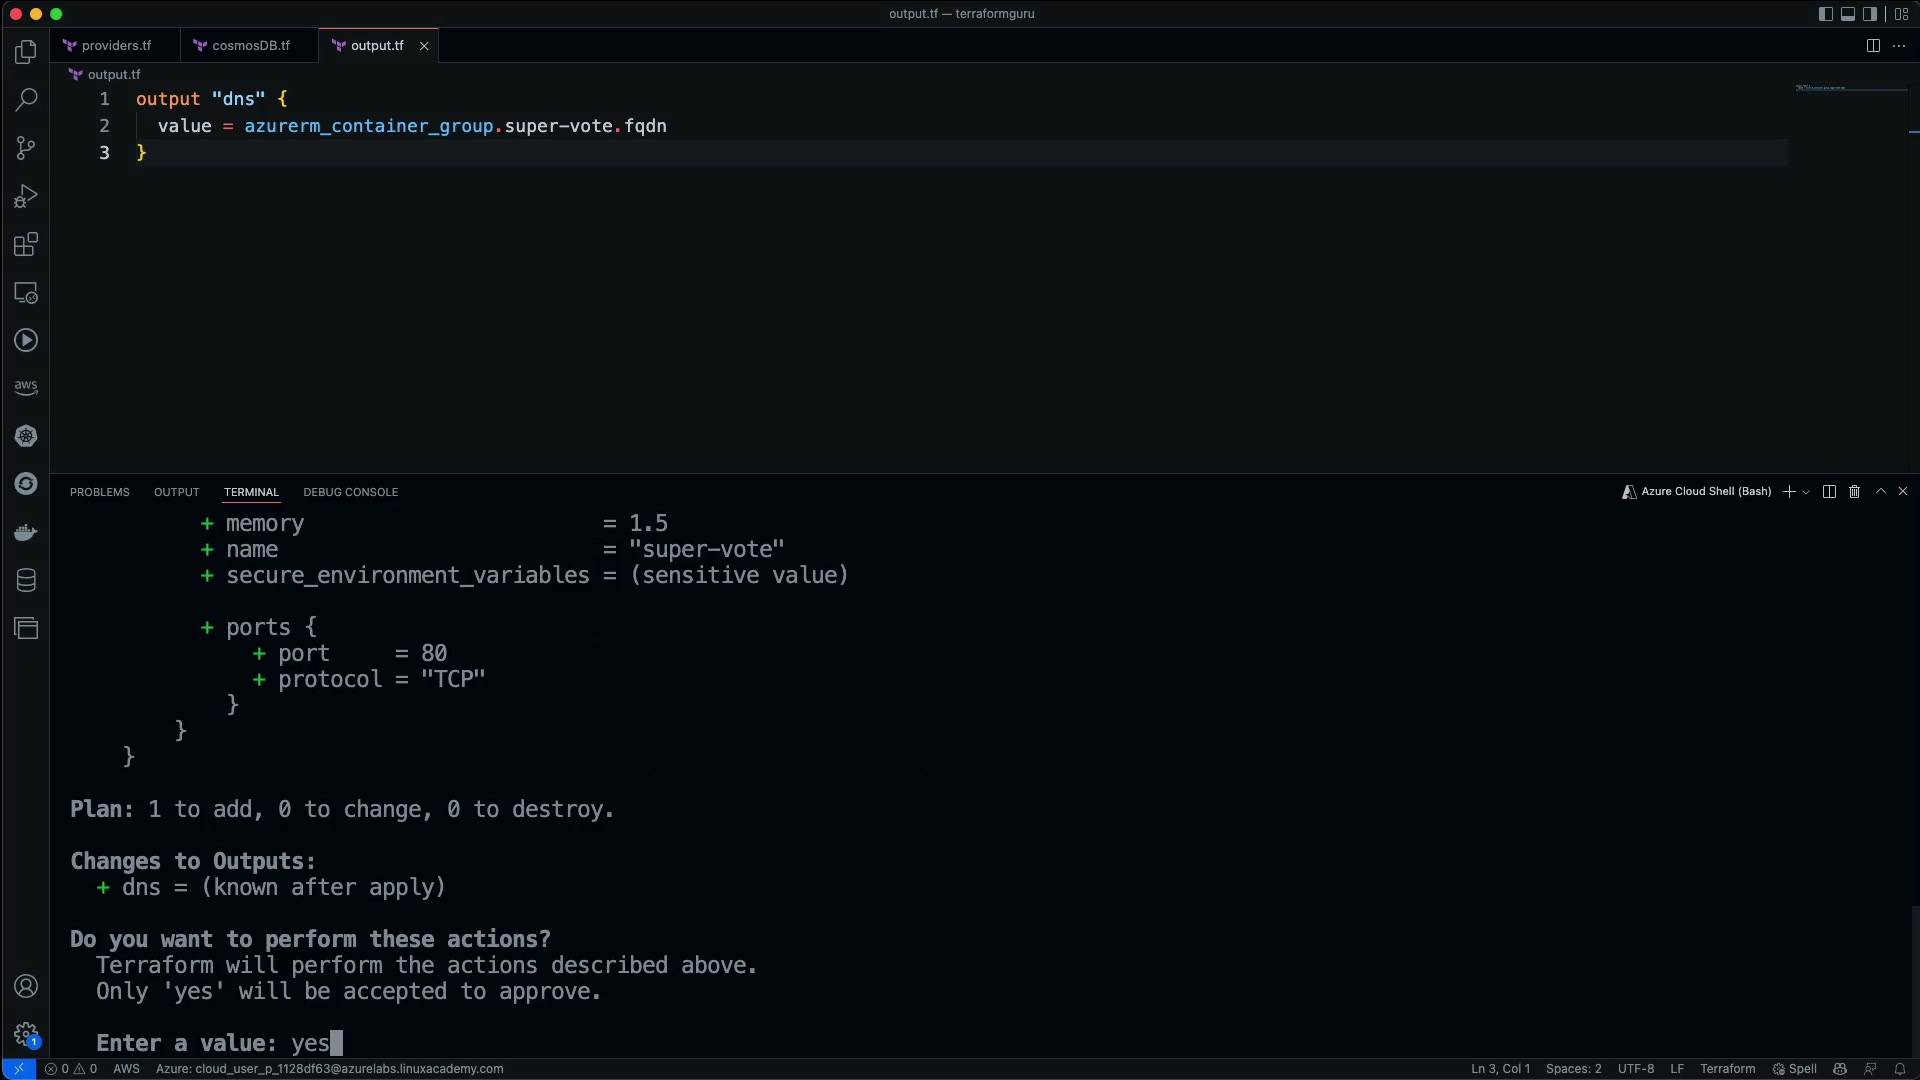 output.tf — terraformguru
providers.tf
cosmosDB.tf
output.tf
output.tf
1 output "dns" {
2 value = azurerm_container_group.super-vote.fqdn
3 }
aws
PROBLEMS OUTPUT TERMINAL DEBUG CONSOLE
Azure Cloud Shell (Bash)
+ memory = 1.5
+ name = "super-vote"
+ secure_environment_variables = (sensitive value)
+ ports {
+ port = 80
+ protocol = "TCP"
}
}
}
Plan: 1 to add, 0 to change, 0 to destroy.
Changes to Outputs:
+ dns = (known after apply)
Do you want to perform these actions?
Terraform will perform the actions described above.
Only 'yes' will be accepted to approve.
Enter a value: yes
1
0 0 AWS Azure: cloud_user_p_1128df63@azurelabs.linuxacademy.com Ln 3, Col 1 Spaces: 2 UTF-8 LF Terraform Spell